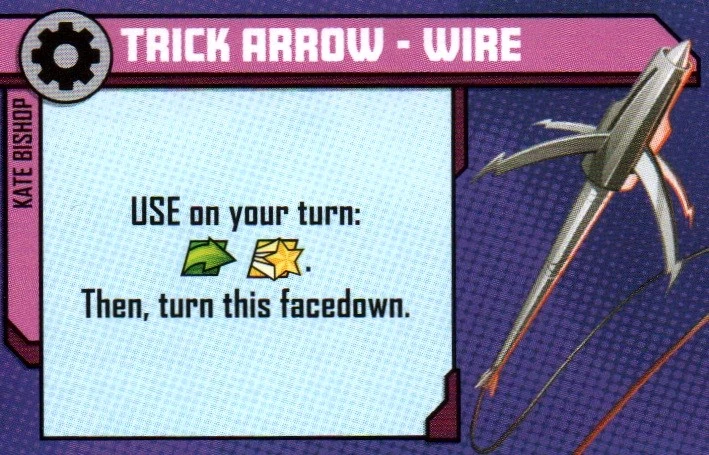 TRICK ARROW - WIRE
KATE BISHOP
USE on your turn:
.
Then, turn this facedown.